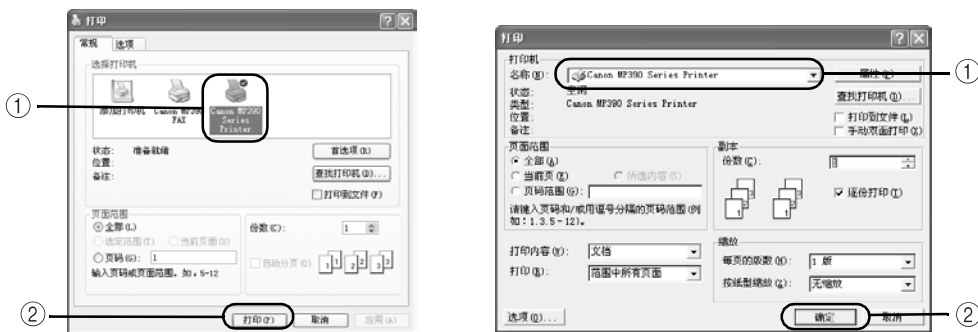 打印
常规 选项
选择打印机
添加打印机
Canon MP390 FAX
Canon MP390 Series Printer
①
状态: 准备就绪
位置:
备注:
首选项(R)
查找打印机(D)...
打印到文件(F)
页面范围
全部(L)
选定范围(T) 当前页面(U)
页码(G): 1
输入页码或页面范围。如，5-12
份数(C): 1
自动分页(O)
11 22 33
②
打印(P) 取消 应用(A)
打印
打印机
名称(N): Canon MP390 Series Printer
①
属性(P)
状态: 空闲
类型: Canon MP390 Series Printer
位置:
备注:
查找打印机(D)...
打印到文件(L)
手动双面打印(X)
页面范围
全部(A)
当前页(E) 所选内容(S)
页码范围(G):
请键入页码和/或用逗号分隔的页码范围(例
如：1.3.5-12)。
副本
份数(C): 1
逐份打印(T)
打印内容(W): 文档
打印(R): 范围中所有页面
缩放
每页的版数(H): 1 版
按纸型缩放(Z): 无缩放
选项(O)...
确定 取消
②